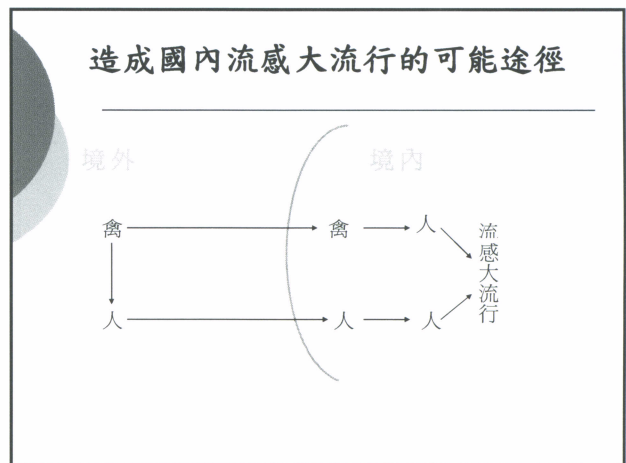 造成國內流感大流行的可能途徑
境外 境內
禽 禽 人
人 人 人
流感大流行